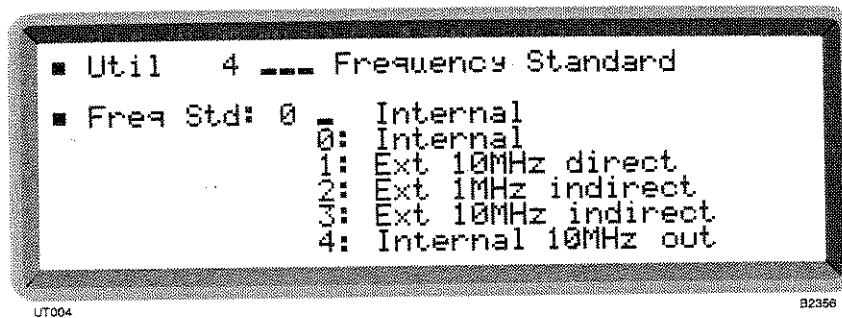 ▪ Util 4 ___ Frequency Standard
▪ Freq Std: 0 _ Internal
0: Internal
1: Ext 10MHz direct
2: Ext 1MHz indirect
3: Ext 10MHz indirect
4: Internal 10MHz out
UT004 B2356